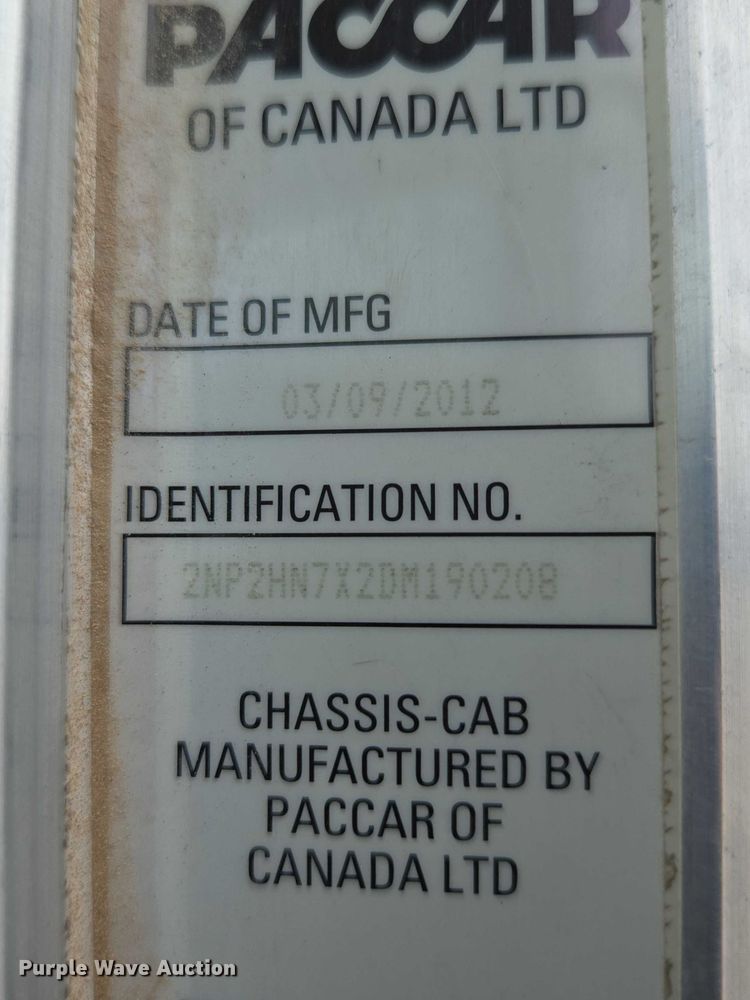 PACCAR
OF CANADA LTD
DATE OF MFG
03/09/2012
IDENTIFICATION NO.
2NP2HN7X2DM190208
CHASSIS-CAB
MANUFACTURED BY
PACCAR OF
CANADA LTD
Purple Wave Auction